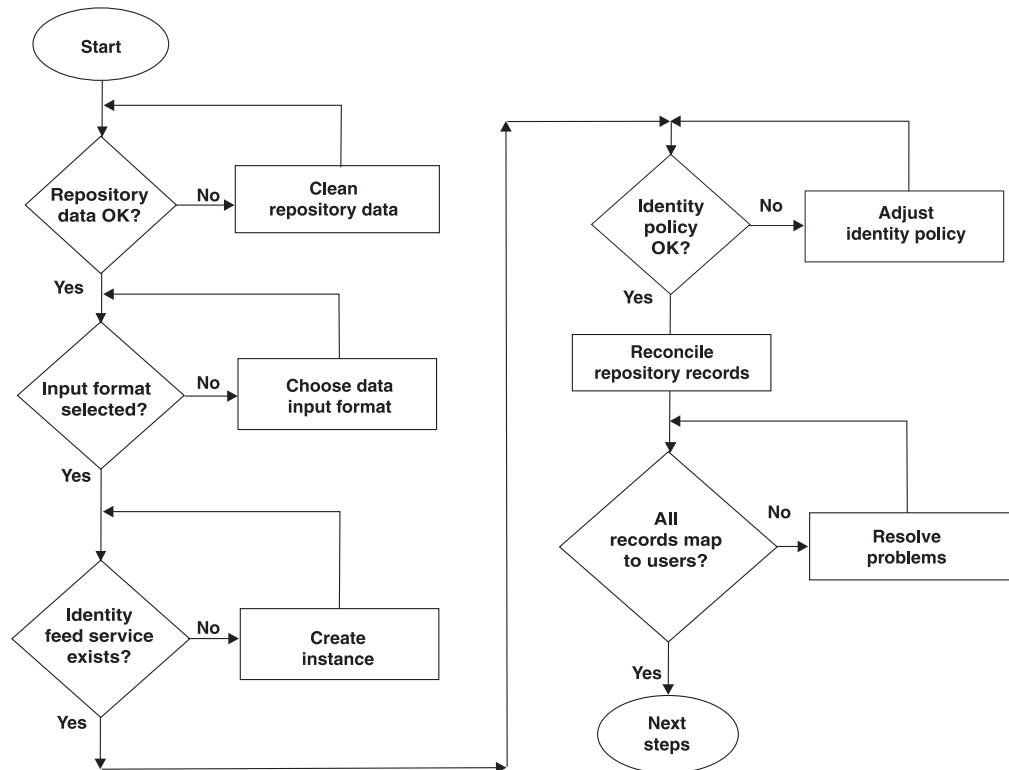 Start
Repository
data OK?
No
Clean
repository data
Yes
Input format
selected?
No
Choose data
input format
Yes
Identity
feed service
exists?
No
Create
instance
Yes
Identity
policy
OK?
No
Adjust
identity policy
Yes
Reconcile
repository records
All
records map
to users?
No
Resolve
problems
Yes
Next
steps